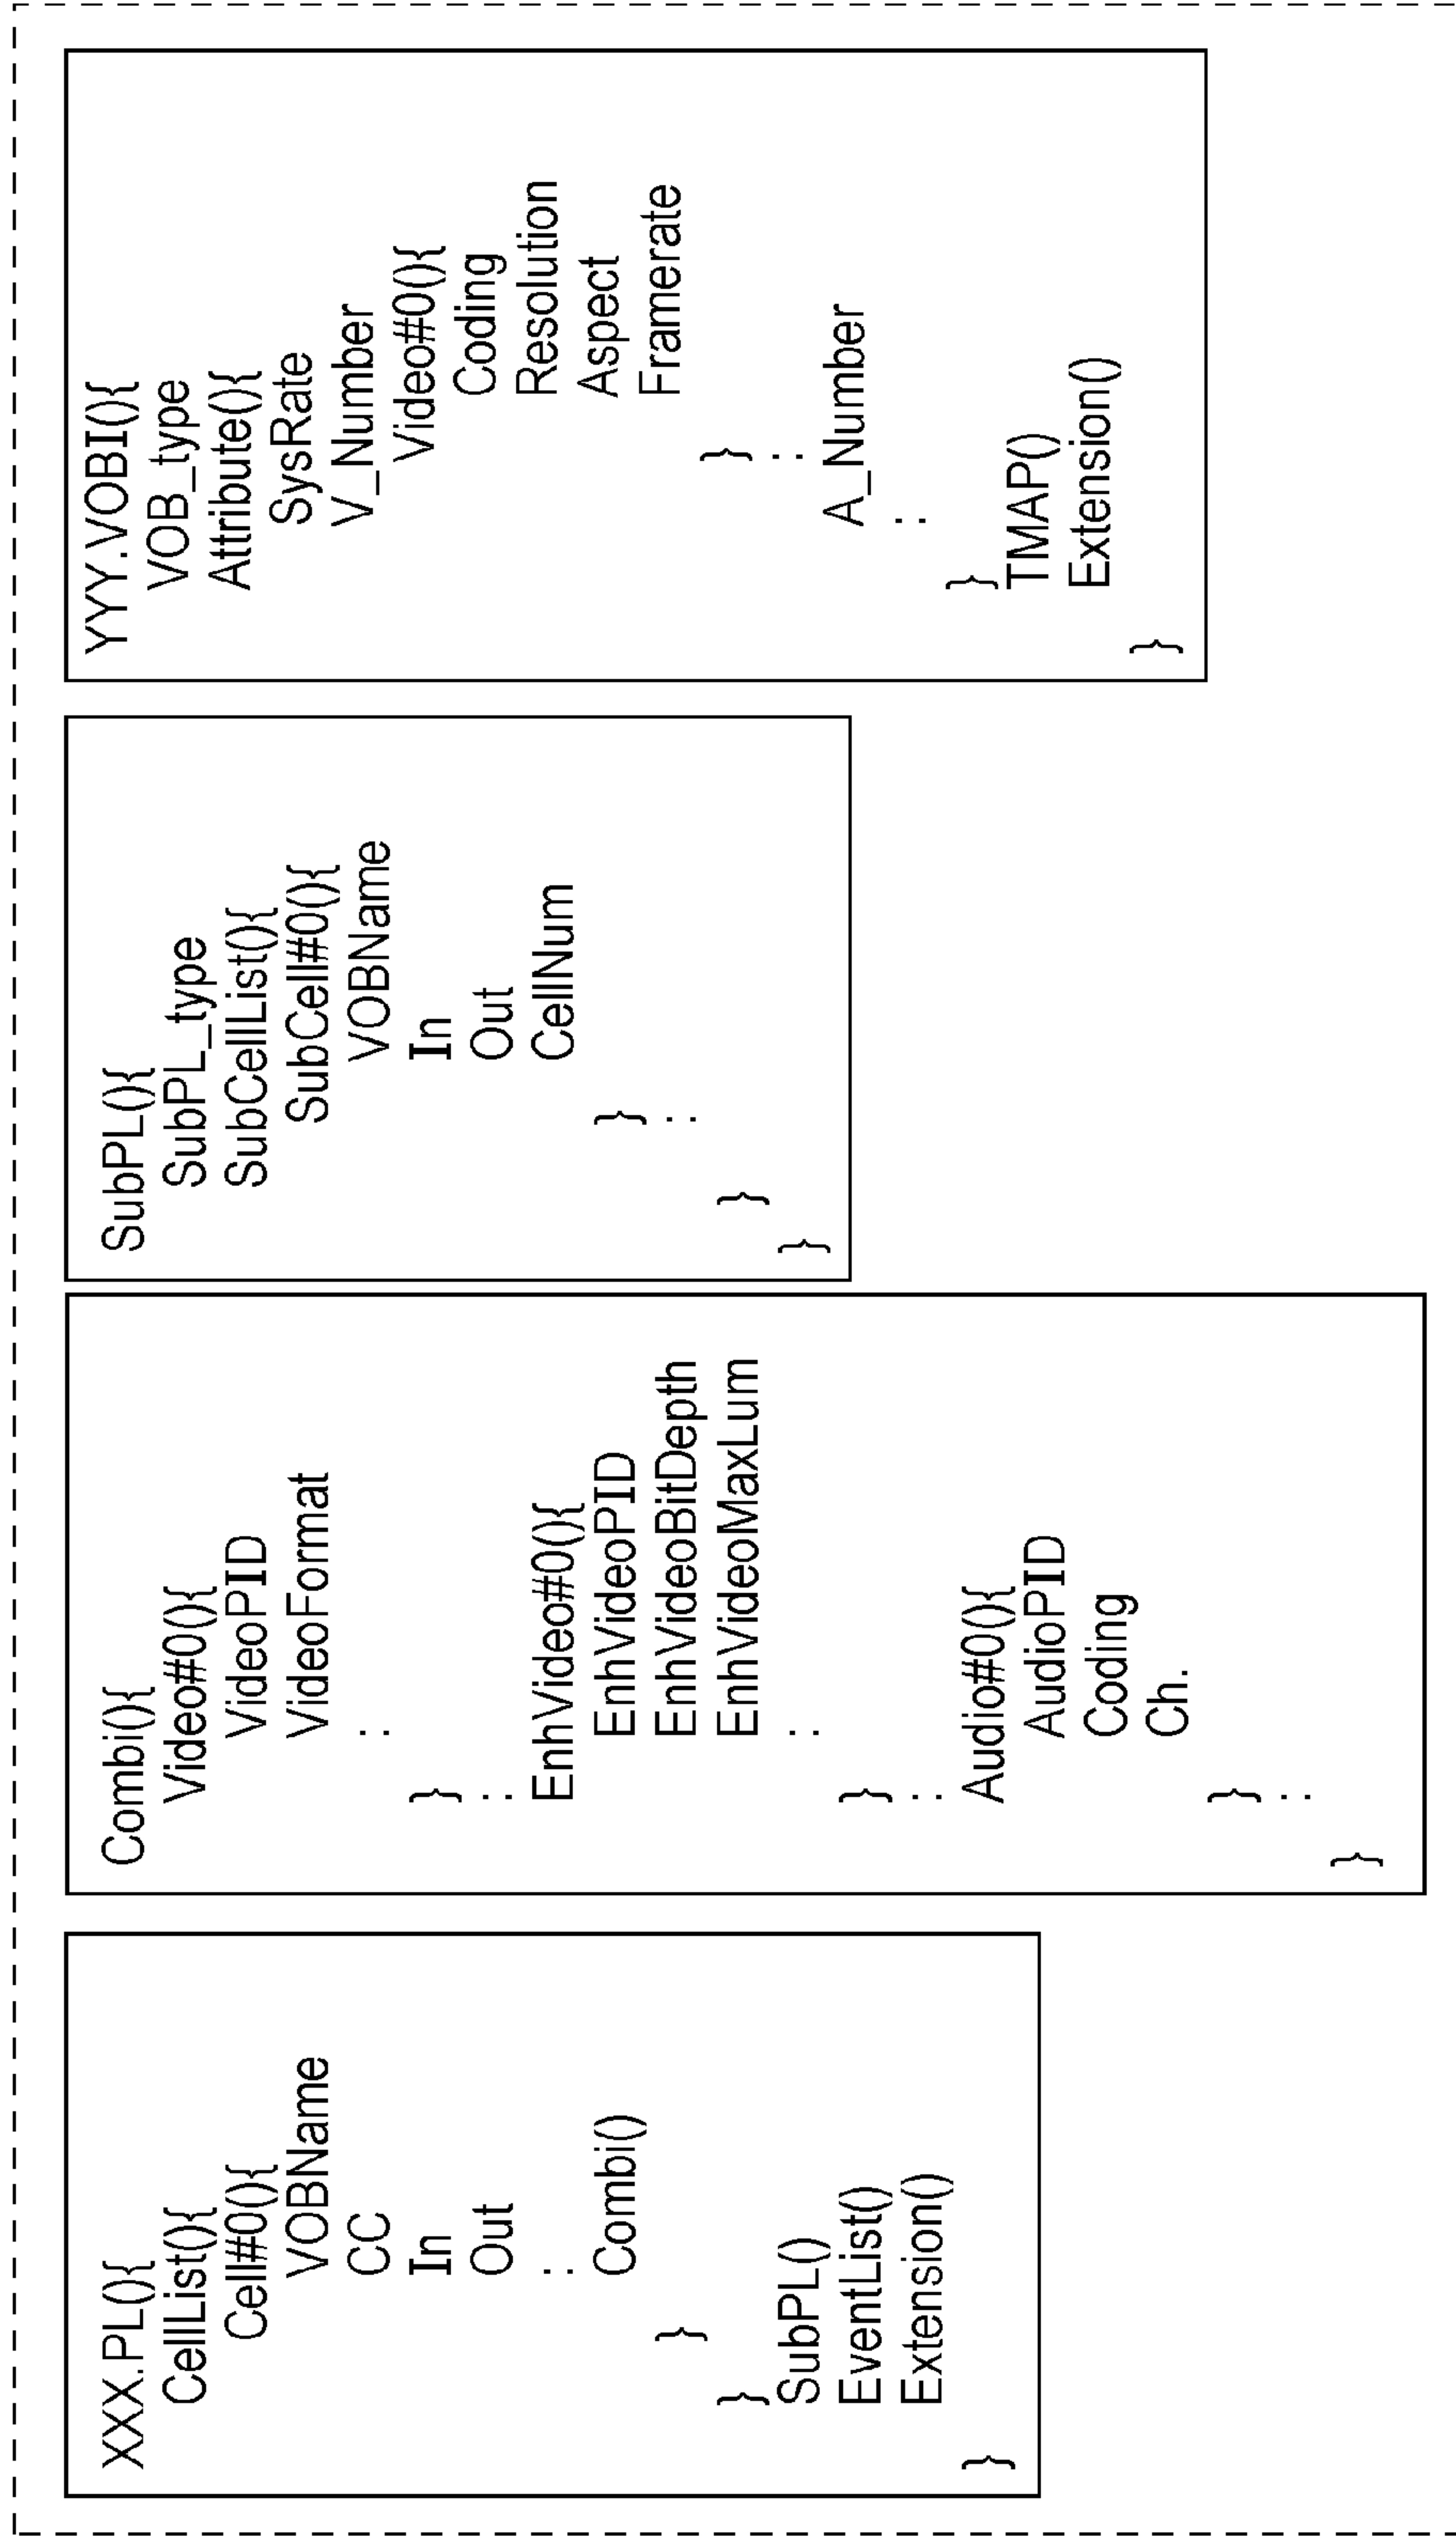 XXX.PL(){
CellList(){
Cell#0(){
VOBName
CC
In
Out
:
Combi()
}
}
SubPL()
EventList()
Extension()
}
Combi(){
Video#0(){
VideoPID
VideoFormat
:
}
:
EnhVideo#0(){
EnhVideoPID
EnhVideoBitDepth
EnhVideoMaxLum
:
}
:
Audio#0(){
AudioPID
Coding
Ch.
}
:
}
SubPL(){
SubPL_type
SubCellList(){
SubCell#0(){
VOBName
In
Out
CellNum
}
:
}
}
YYY.VOBI(){
VOB_type
Attribute(){
SysRate
V_Number
Video#0(){
Coding
Resolution
Aspect
Framerate
}
:
A_Number
:
}
TMAP()
Extension()
}